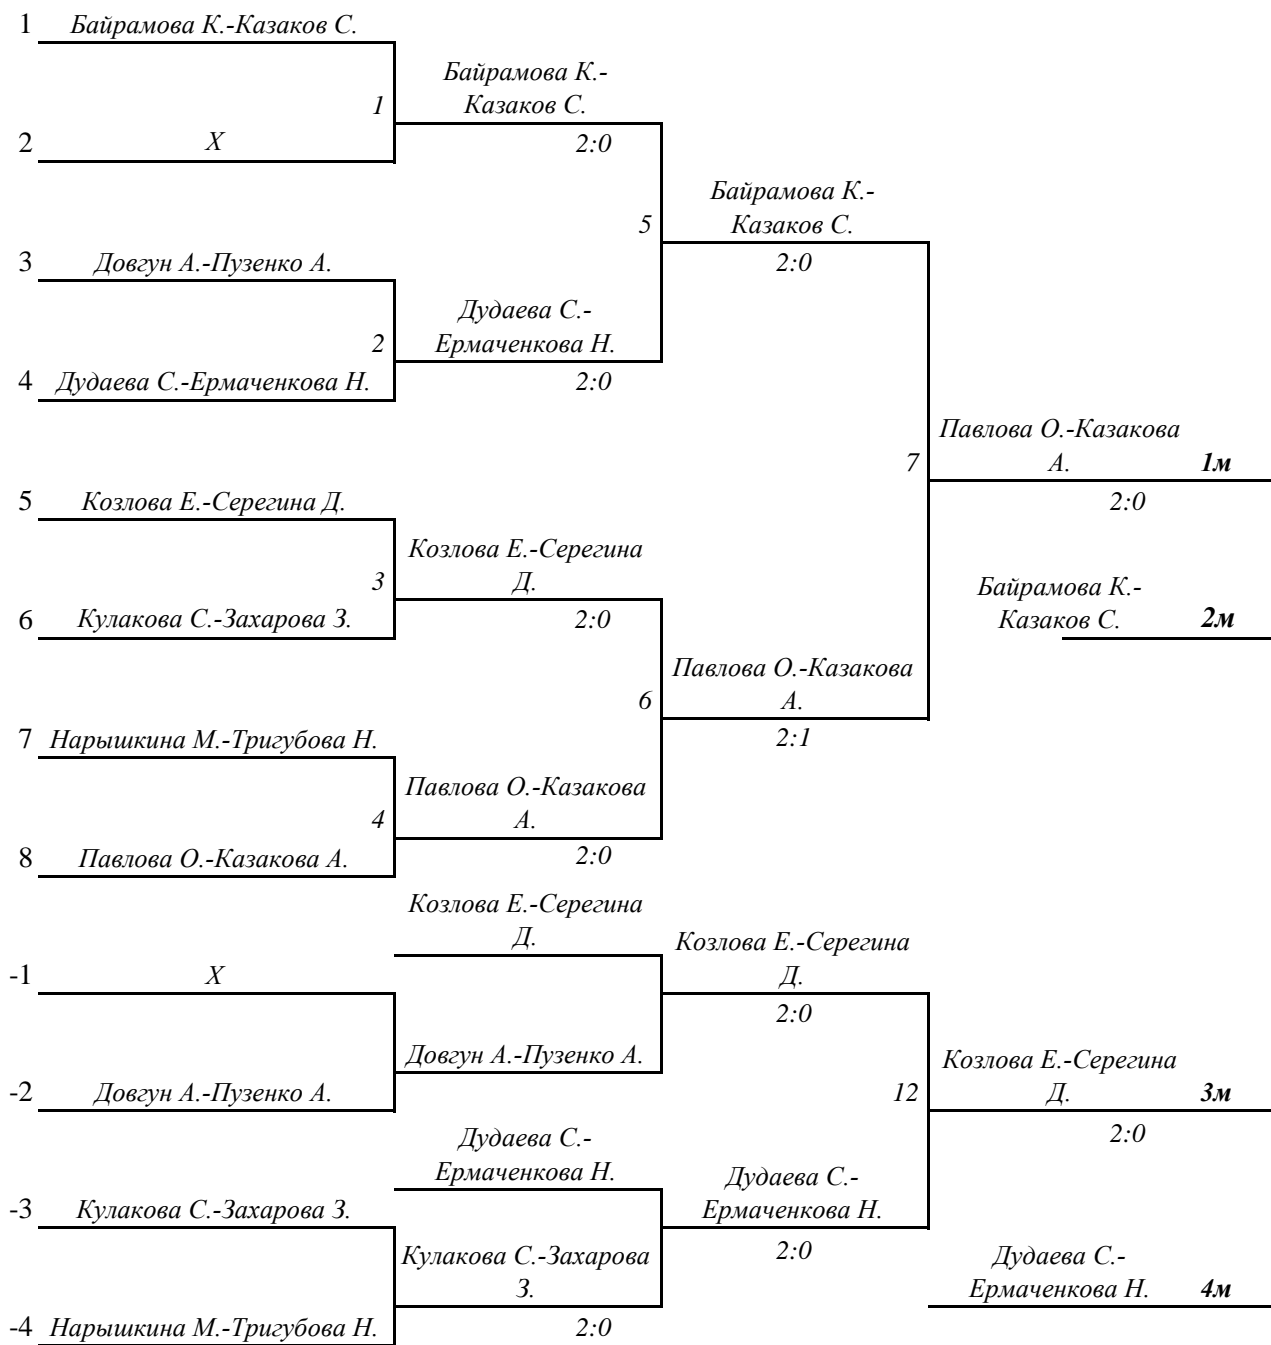 1 Байрамова К.-Казаков С.
Байрамова К.-
1 Казаков С.
2 X 2:0
Байрамова К.-
5 Казаков С.
3 Довгун А.-Пузенко А. 2:0
Дудаева С.-
2 Ермаченкова Н.
4 Дудаева С.-Ермаченкова Н. 2:0
Павлова О.-Казакова
7 А. 1м
5 Козлова Е.-Серегина Д. 2:0
Козлова Е.-Серегина
3 Д. Байрамова К.-
6 Кулакова С.-Захарова З. 2:0 Казаков С. 2м
Павлова О.-Казакова
6 А.
7 Нарышкина М.-Тригубова Н. 2:1
Павлова О.-Казакова
4 А.
8 Павлова О.-Казакова А. 2:0
Козлова Е.-Серегина
Д. Козлова Е.-Серегина
-1 X Д.
2:0
Довгун А.-Пузенко А. Козлова Е.-Серегина
-2 Довгун А.-Пузенко А. 12 Д. 3м
2:0
Дудаева С.-
Ермаченкова Н. Дудаева С.-
-3 Кулакова С.-Захарова З. Ермаченкова Н.
Кулакова С.-Захарова 2:0 Дудаева С.-
З. Ермаченкова Н. 4м
-4 Нарышкина М.-Тригубова Н. 2:0